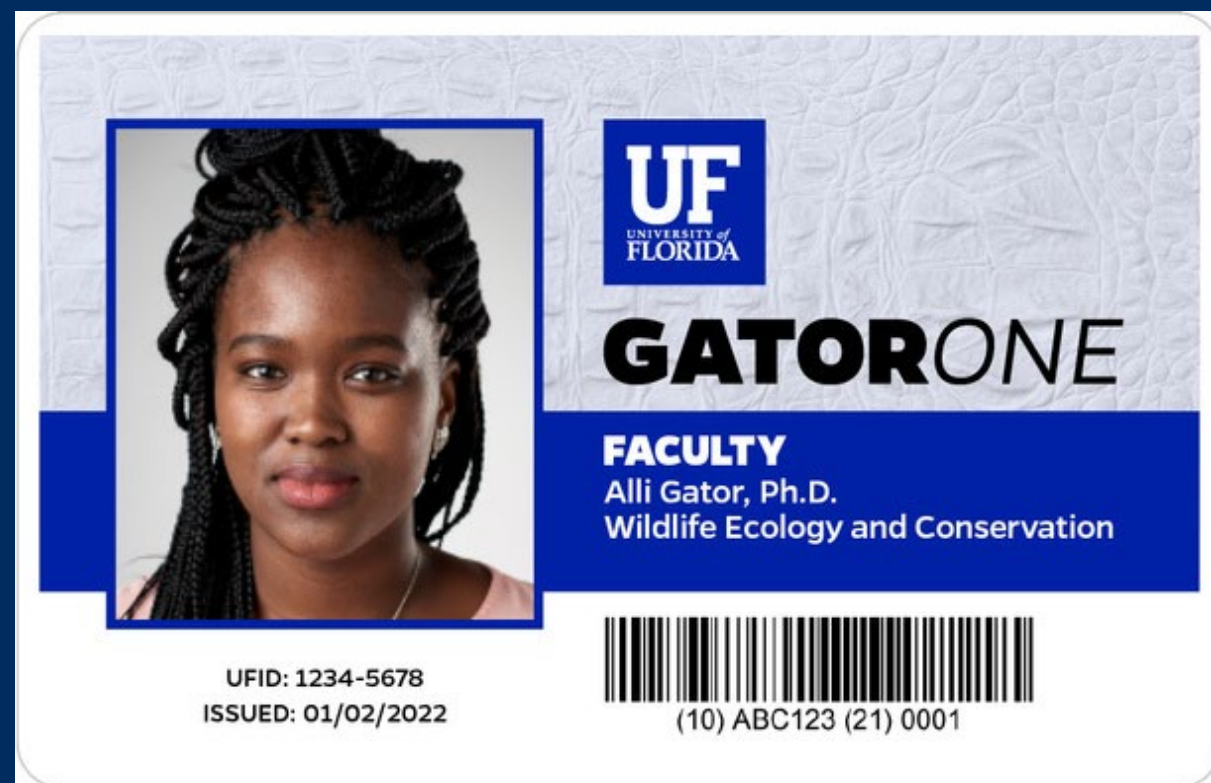 UF
UNIVERSITY of
FLORIDA
GATORONE
FACULTY
Alli Gator, Ph.D.
Wildlife Ecology and Conservation
UFID: 1234-5678
ISSUED: 01/02/2022
(10) ABC123 (21) 0001